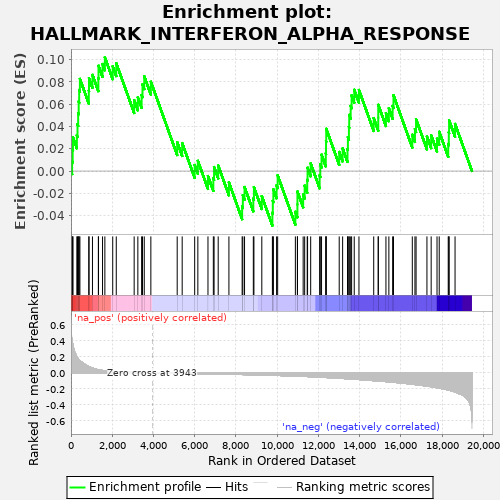 Enrichment plot:
HALLMARK_INTERFERON_ALPHA_RESPONSE
Enrichment score (ES)
0.10
0.08
0.06
0.04
0.02
0.00
-0.02
-0.04
'na_pos' (positively correlated)
Ranked list metric (PreRanked)
0.6
0.4
0.2
0.0
-0.2
-0.4
-0.6
Zero cross at 3943
'na_neg' (negatively correlated)
0 2,000 4,000 6,000 8,000 10,000 12,000 14,000 16,000 18,000 20,000
Rank in Ordered Dataset
Enrichment profile Hits Ranking metric scores